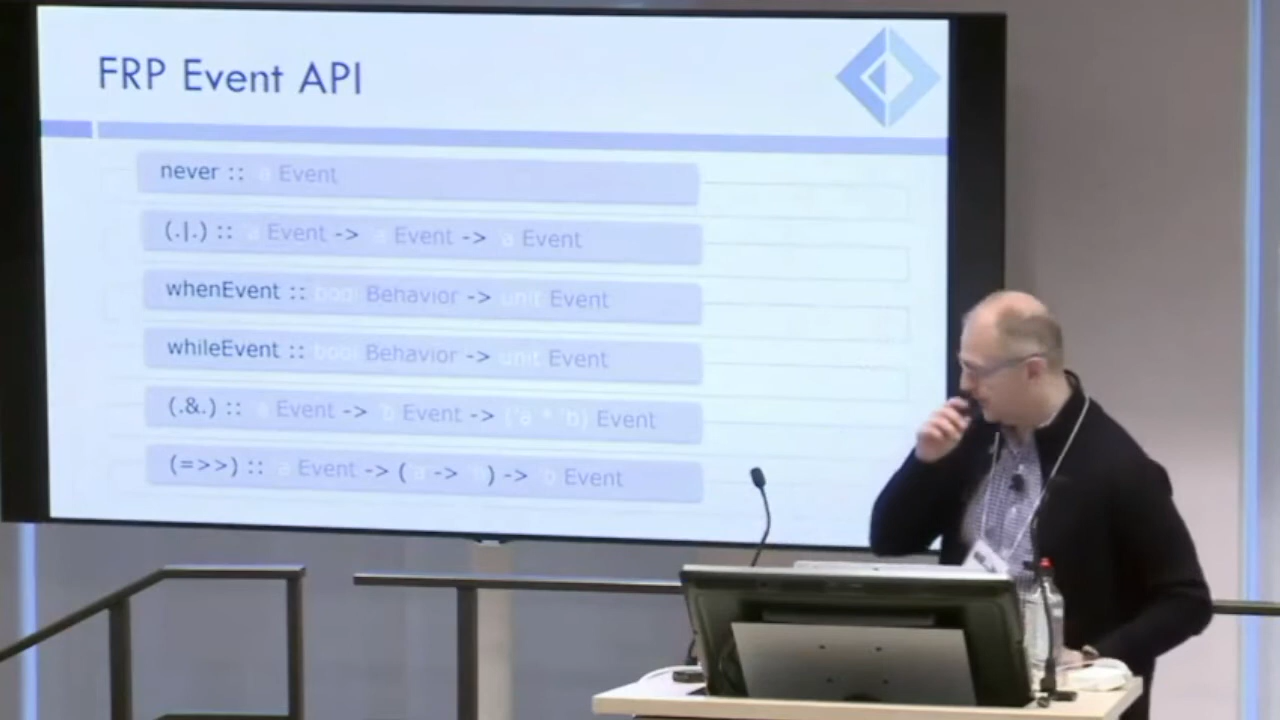 FRP Event API
never :: a Event
(.|.) :: a Event -> a Event -> 'a Event
whenEvent :: bool Behavior -> unit Event
whileEvent :: bool Behavior -> unit Event
(.&.) :: a Event -> 'b Event -> ('a * 'b) Event
(=>>) :: a Event -> ( 'a -> ) -> 'b Event